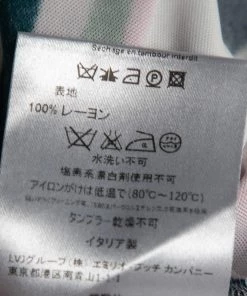 Séchage en tambour interdit
表地
100% レーヨン
水洗い不可
塩素系漂白剤使用不可
アイロンがけは低温で(80℃～120℃)
タンブラー乾燥不可
イタリア製
LVJグループ(株) エミリオ・プッチ カンパニー
東京都港区南青山1-1-1